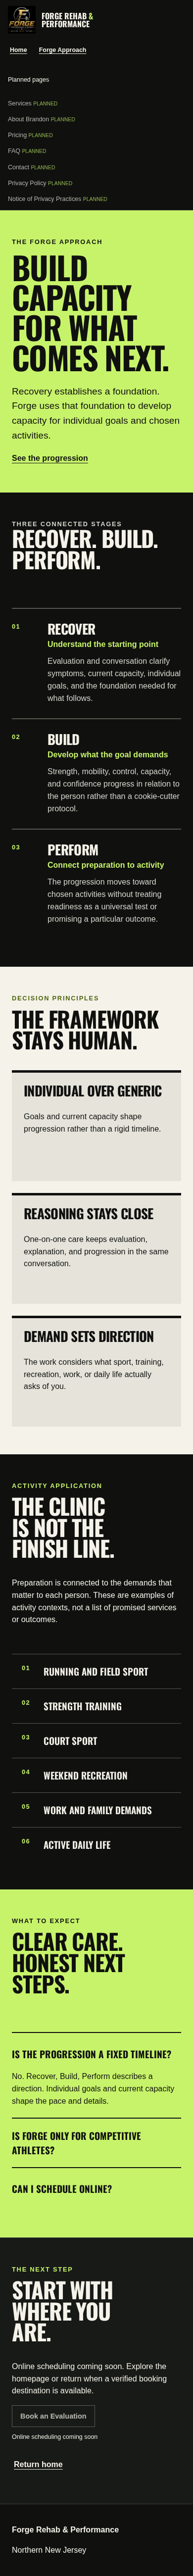 FORGE REHAB &
PERFORMANCE
Home Forge Approach
Planned pages
Services PLANNED
About Brandon PLANNED
Pricing PLANNED
FAQ PLANNED
Contact PLANNED
Privacy Policy PLANNED
Notice of Privacy Practices PLANNED
THE FORGE APPROACH
BUILD
CAPACITY
FOR WHAT
COMES NEXT.
Recovery establishes a foundation.
Forge uses that foundation to develop
capacity for individual goals and chosen
activities.
See the progression
THREE CONNECTED STAGES
RECOVER. BUILD.
PERFORM.
01 RECOVER
Understand the starting point
Evaluation and conversation clarify
symptoms, current capacity, individual
goals, and the foundation needed for
what follows.
02 BUILD
Develop what the goal demands
Strength, mobility, control, capacity,
and confidence progress in relation to
the person rather than a cookie-cutter
protocol.
03 PERFORM
Connect preparation to activity
The progression moves toward
chosen activities without treating
readiness as a universal test or
promising a particular outcome.
DECISION PRINCIPLES
THE FRAMEWORK
STAYS HUMAN.
INDIVIDUAL OVER GENERIC
Goals and current capacity shape
progression rather than a rigid timeline.
REASONING STAYS CLOSE
One-on-one care keeps evaluation,
explanation, and progression in the same
conversation.
DEMAND SETS DIRECTION
The work considers what sport, training,
recreation, work, or daily life actually
asks of you.
ACTIVITY APPLICATION
THE CLINIC
IS NOT THE
FINISH LINE.
Preparation is connected to the demands that
matter to each person. These are examples of
activity contexts, not a list of promised services
or outcomes.
01 RUNNING AND FIELD SPORT
02 STRENGTH TRAINING
03 COURT SPORT
04 WEEKEND RECREATION
05 WORK AND FAMILY DEMANDS
06 ACTIVE DAILY LIFE
WHAT TO EXPECT
CLEAR CARE.
HONEST NEXT
STEPS.
IS THE PROGRESSION A FIXED TIMELINE?
No. Recover, Build, Perform describes a
direction. Individual goals and current capacity
shape the pace and details.
IS FORGE ONLY FOR COMPETITIVE
ATHLETES?
CAN I SCHEDULE ONLINE?
THE NEXT STEP
START WITH
WHERE YOU
ARE.
Online scheduling coming soon. Explore the
homepage or return when a verified booking
destination is available.
Book an Evaluation
Online scheduling coming soon
Return home
Forge Rehab & Performance
Northern New Jersey